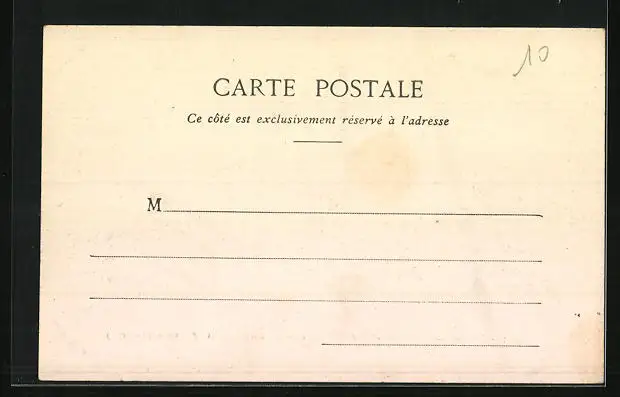 10
CARTE POSTALE
Ce côté est exclusivement réservé à l'adresse
M